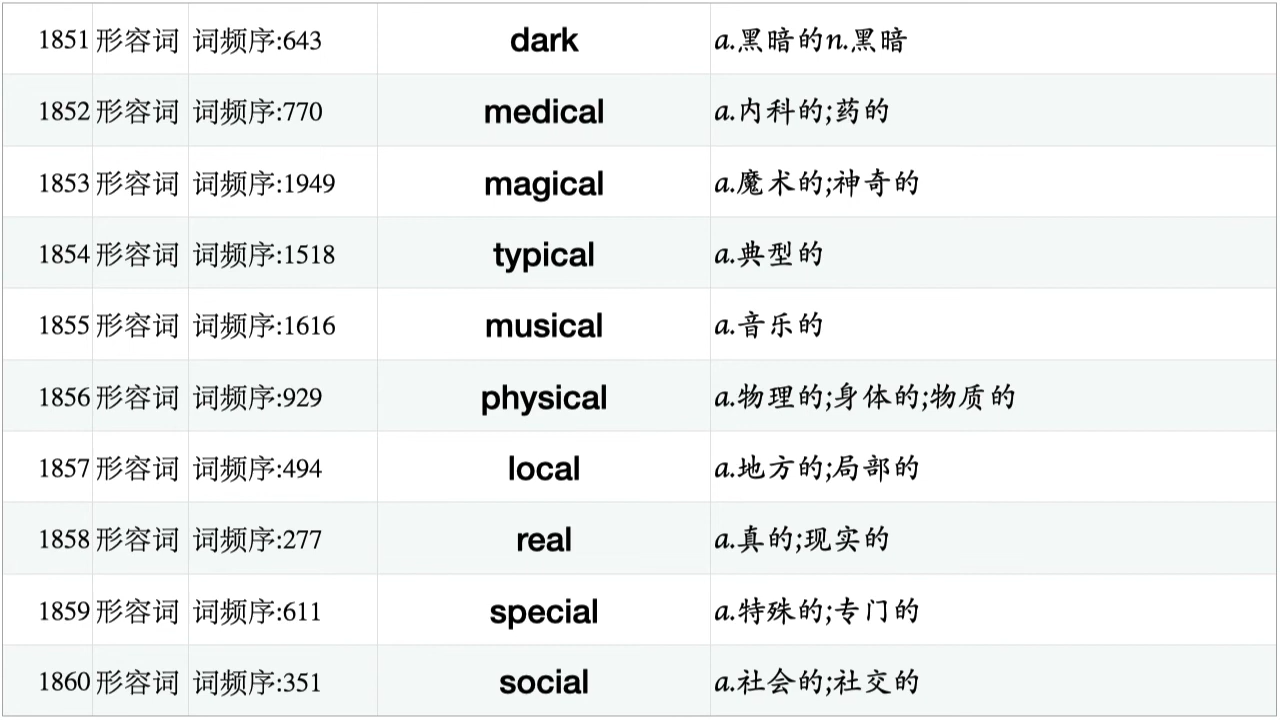 1851 形容词 词频序:643 dark a.黑暗的n.黑暗
1852 形容词 词频序:770 medical a.内科的;药的
1853 形容词 词频序:1949 magical a.魔术的;神奇的
1854 形容词 词频序:1518 typical a.典型的
1855 形容词 词频序:1616 musical a.音乐的
1856 形容词 词频序:929 physical a.物理的;身体的;物质的
1857 形容词 词频序:494 local a.地方的;局部的
1858 形容词 词频序:277 real a.真的;现实的
1859 形容词 词频序:611 special a.特殊的;专门的
1860 形容词 词频序:351 social a.社会的;社交的